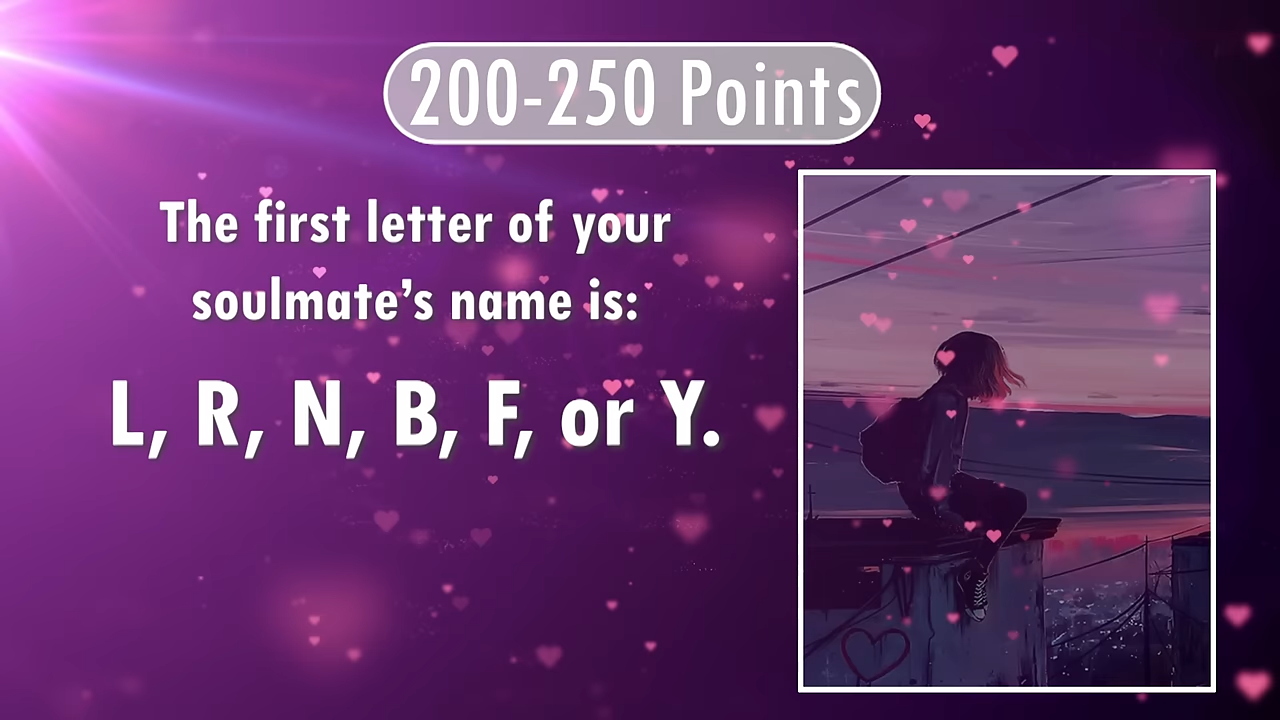 200-250 Points
The first letter of your
soulmate’s name is:
L, R, N, B, F, or Y.